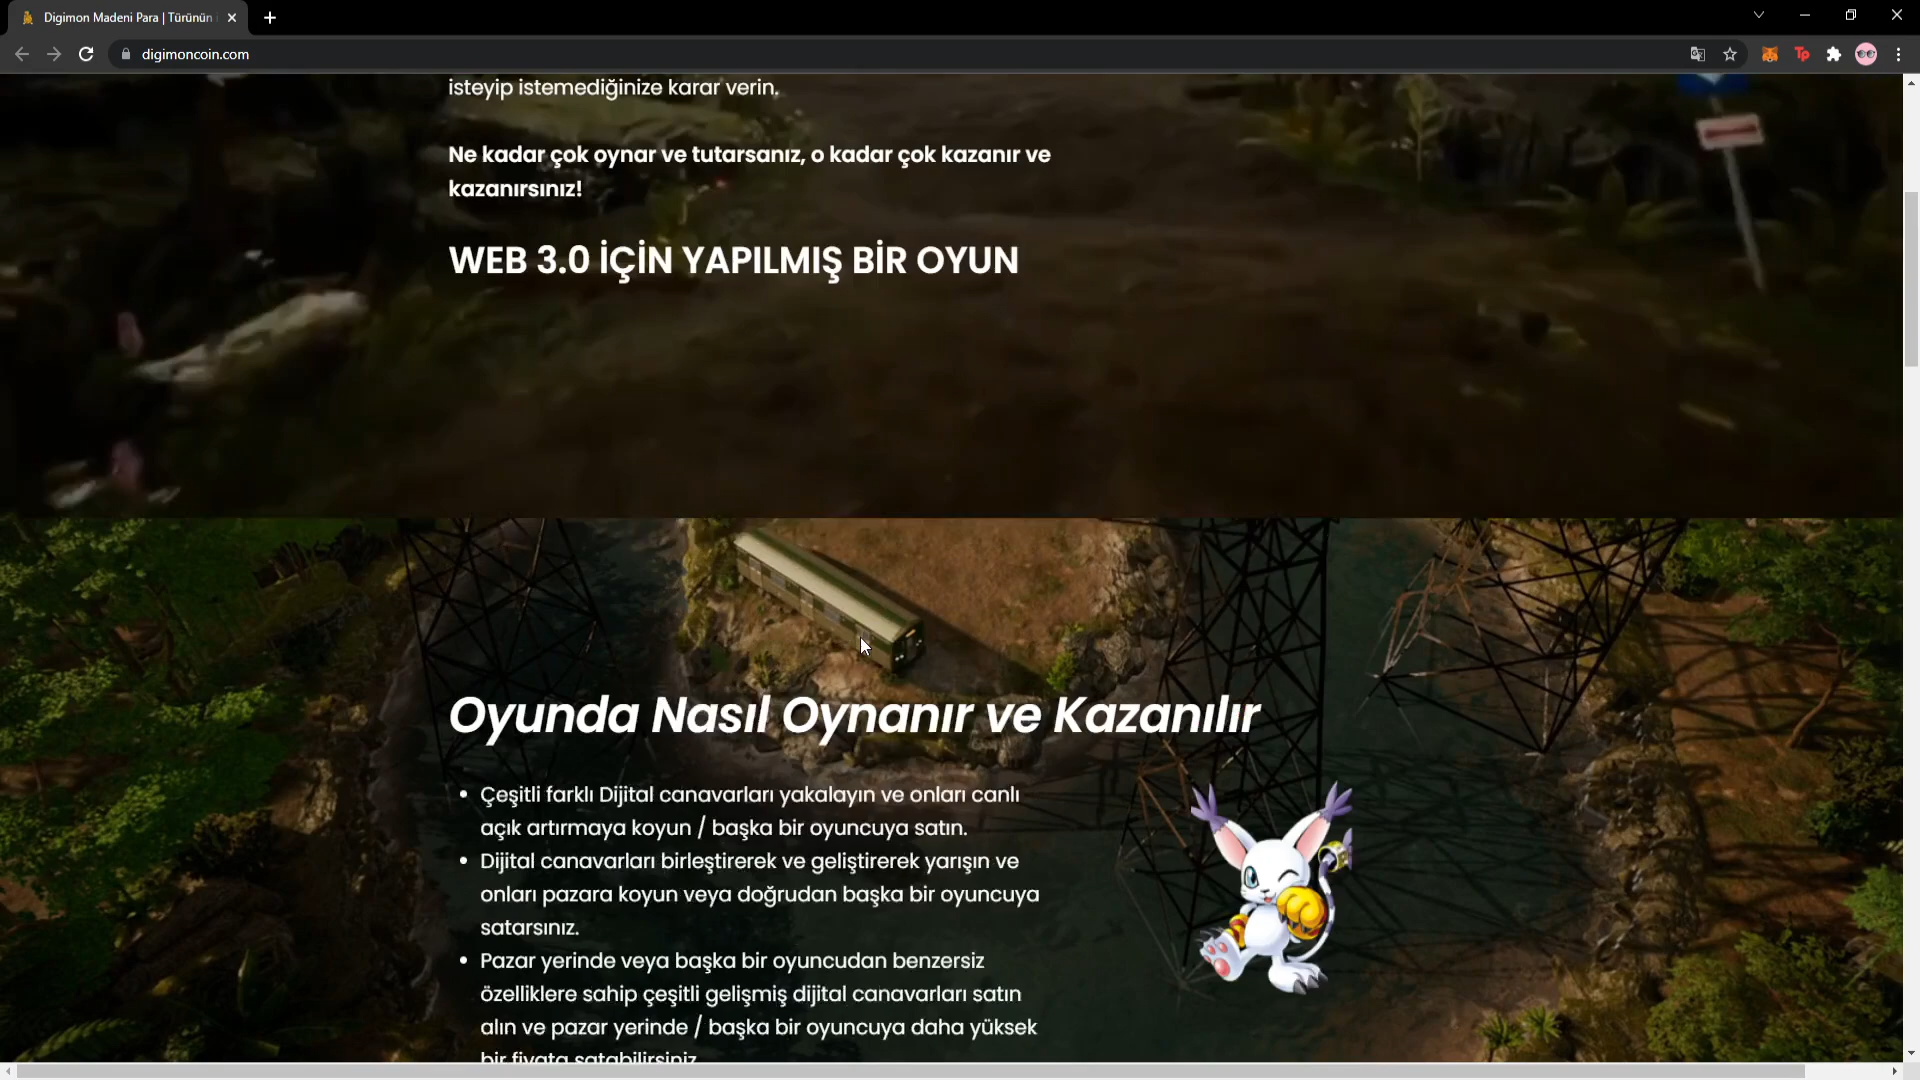 Digimon Madeni Para | Türünün
digimoncoin.com
isteyip istemediğinize karar verin.
Ne kadar çok oynar ve tutarsanız, o kadar çok kazanır ve
kazanırsınız!
WEB 3.0 İÇİN YAPILMIŞ BİR OYUN
Oyunda Nasıl Oynanır ve Kazanılır
• Çeşitli farklı Dijital canavarları yakalayın ve onları canlı
açık artırmaya koyun / başka bir oyuncuya satın.
• Dijital canavarları birleştirerek ve geliştirerek yarışın ve
onları pazara koyun veya doğrudan başka bir oyuncuya
satarsınız.
• Pazar yerinde veya başka bir oyuncudan benzersiz
özelliklere sahip çeşitli gelişmiş dijital canavarları satın
alın ve pazar yerinde / başka bir oyuncuya daha yüksek
bir fiyata satabilirsiniz.